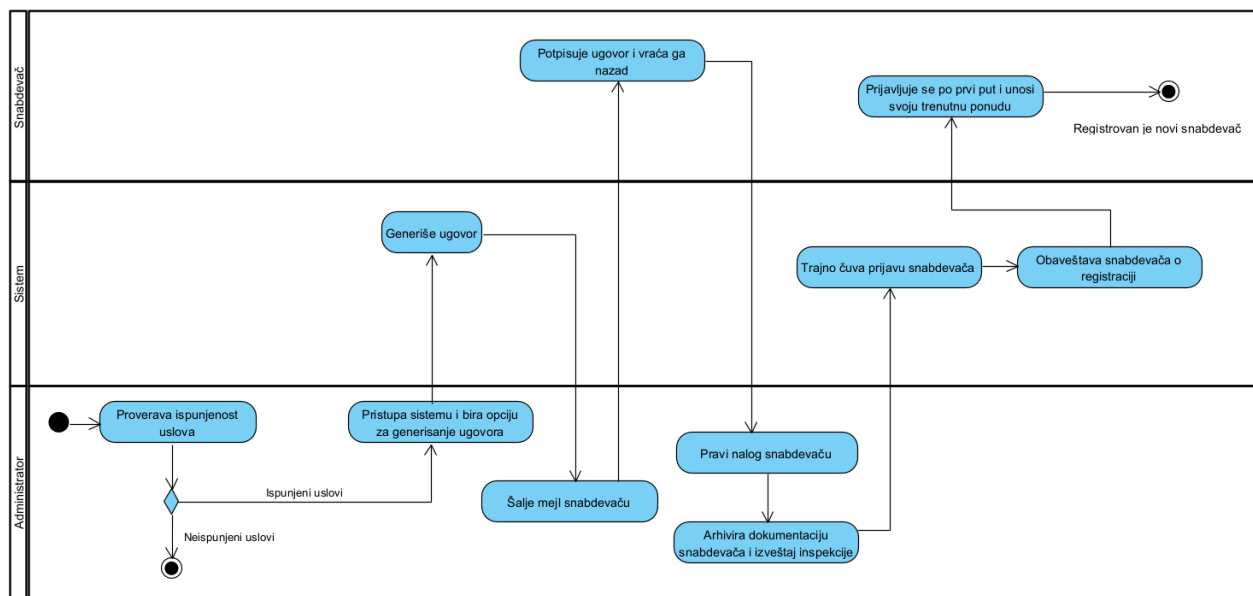 Snabdevač
Potpisuje ugovor i vraća ga
nazad
Prijavljuje se po prvi put i unosi
svoju trenutnu ponudu
Registrovan je novi snabdevač
Sistem
Generiše ugovor
Trajno čuva prijavu snabdevača
Obaveštava snabdevača o
registraciji
Administrator
Proverava ispunjenost
uslova
Pristupa sistemu i bira opciju
za generisanje ugovora
Ispunjeni uslovi
Neispunjeni uslovi
Šalje mejl snabdevaču
Pravi nalog snabdevaču
Arhivira dokumentaciju
snabdevača i izveštaj inspekcije